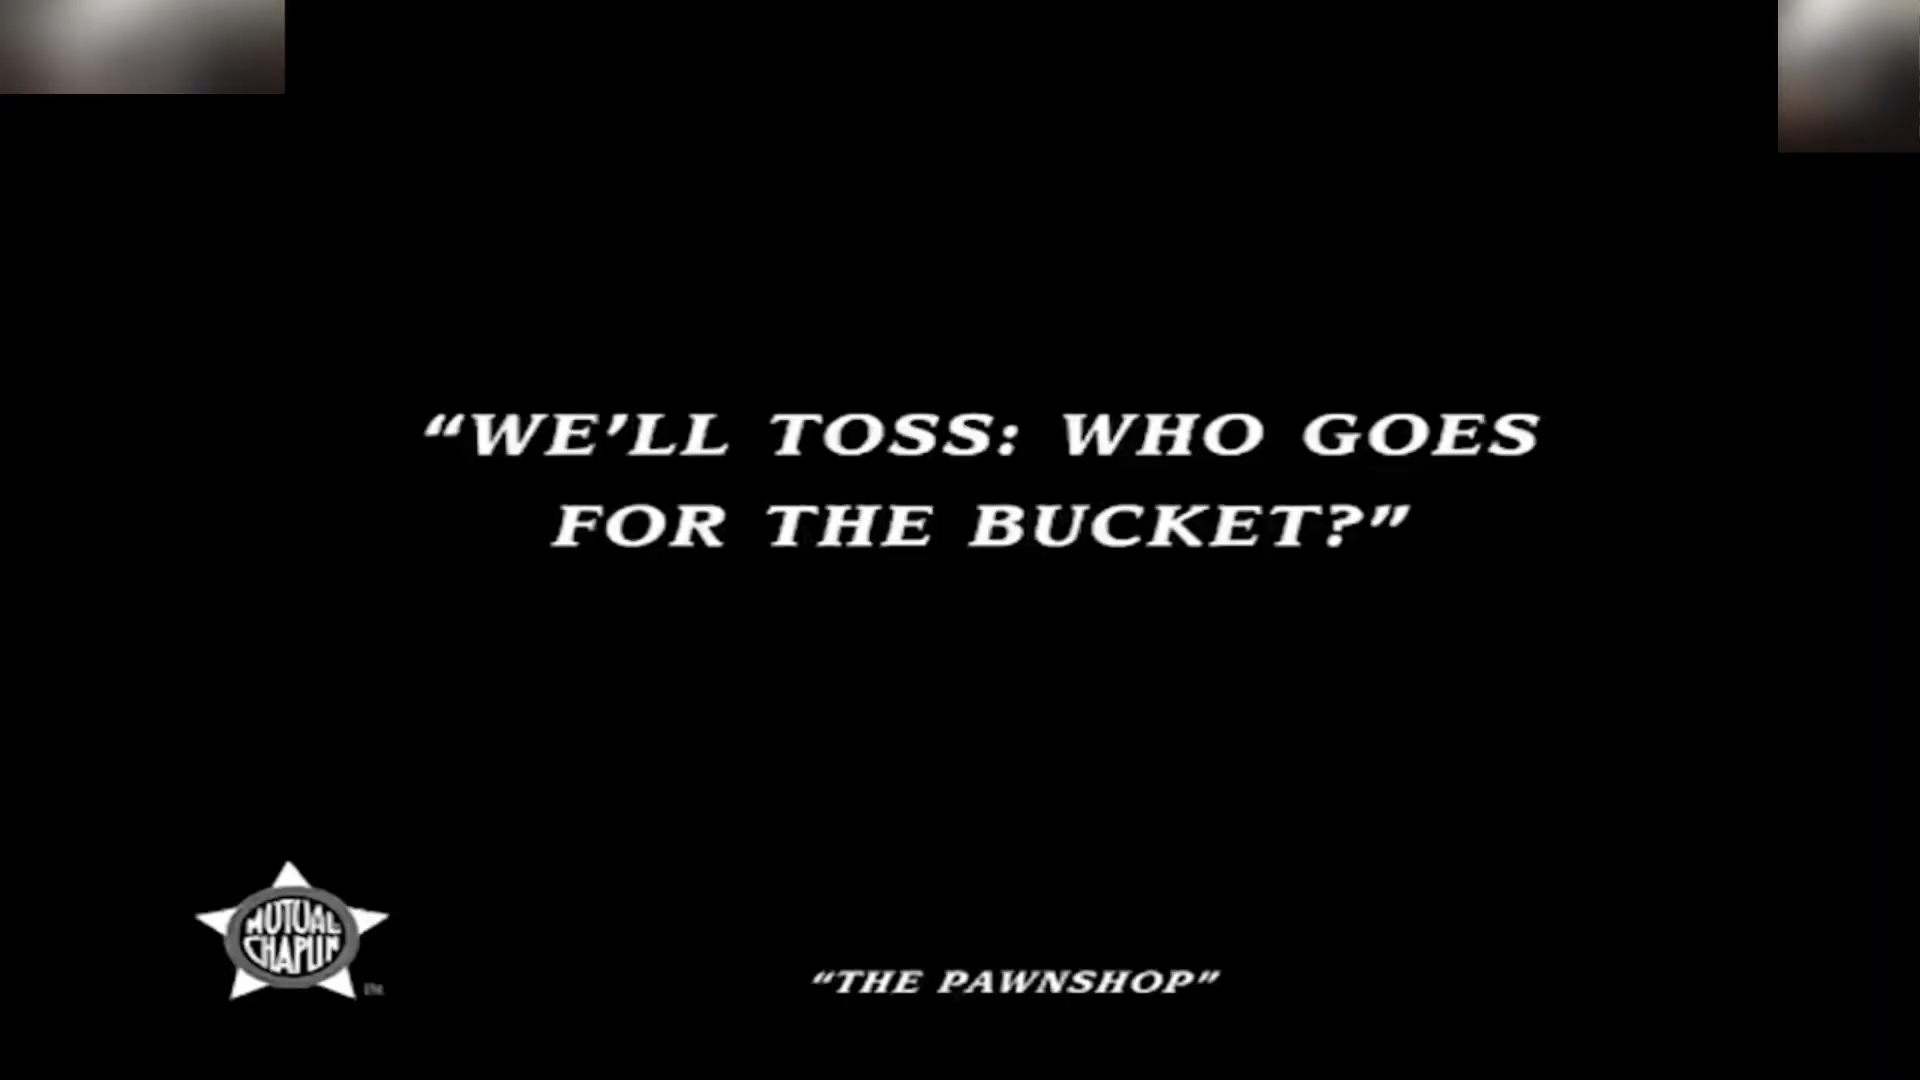 “WE’LL TOSS: WHO GOES
FOR THE BUCKET?”
MUTUAL
CHAPLIN
“THE PAWNSHOP”